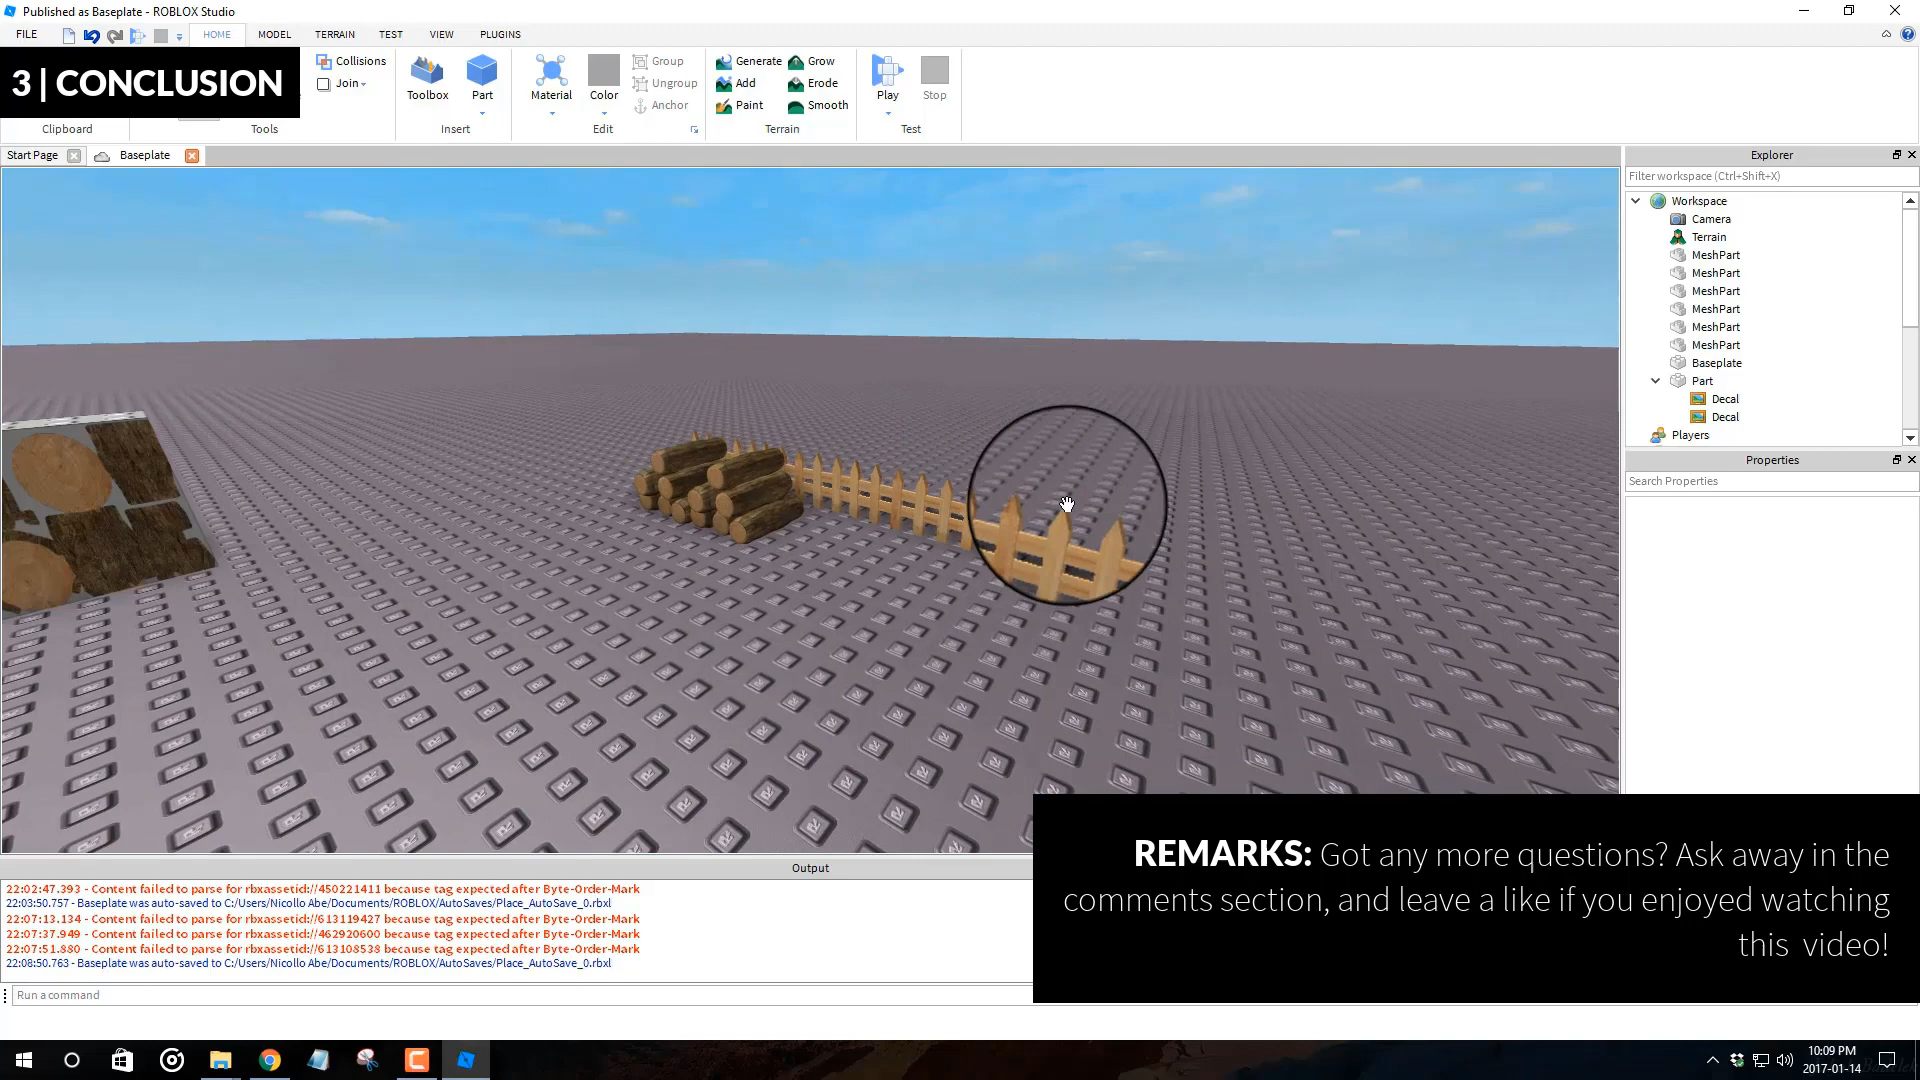 Published as Baseplate - ROBLOX Studio
FILE HOME MODEL TERRAIN TEST VIEW PLUGINS
3 | CONCLUSION
Collisions
Join
Toolbox
Part
Material
Color
Group
Ungroup
Anchor
Generate
Add
Paint
Grow
Erode
Smooth
Play
Stop
Clipboard Tools Insert Edit Terrain Test
Start Page Baseplate
Explorer
Filter workspace (Ctrl+Shift+X)
Workspace
Camera
Terrain
MeshPart
MeshPart
MeshPart
MeshPart
MeshPart
MeshPart
Baseplate
Part
Decal
Decal
Players
Properties
Search Properties
Output
22:02:47.393 - Content failed to parse for rbxassetid://450221411 because tag expected after Byte-Order-Mark
22:03:50.757 - Baseplate was auto-saved to C:/Users/Nicollo Abe/Documents/ROBLOX/AutoSaves/Place_AutoSave_0.rbxl
22:07:13.134 - Content failed to parse for rbxassetid://613119427 because tag expected after Byte-Order-Mark
22:07:37.949 - Content failed to parse for rbxassetid://462920600 because tag expected after Byte-Order-Mark
22:07:51.880 - Content failed to parse for rbxassetid://613108538 because tag expected after Byte-Order-Mark
22:08:50.763 - Baseplate was auto-saved to C:/Users/Nicollo Abe/Documents/ROBLOX/AutoSaves/Place_AutoSave_0.rbxl
Run a command
REMARKS: Got any more questions? Ask away in the
comments section, and leave a like if you enjoyed watching
this video!
10:09 PM
2017-01-14